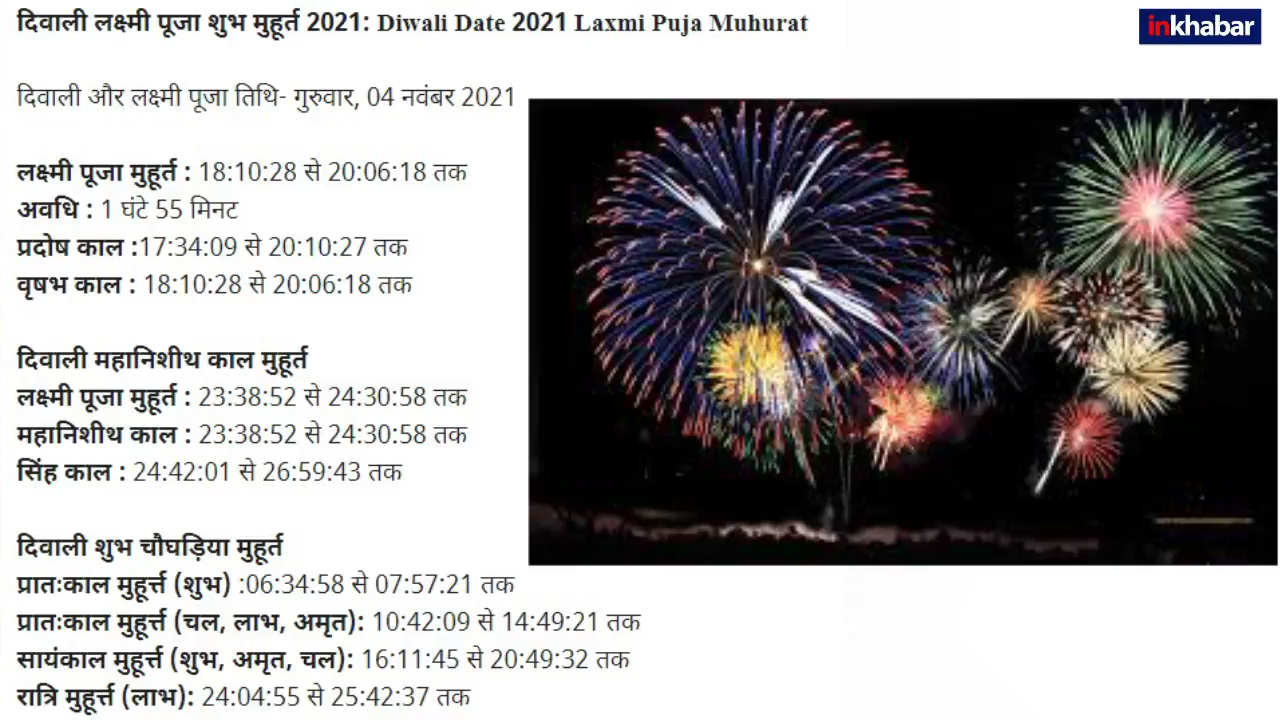 दिवाली लक्ष्मी पूजा शुभ मुहूर्त 2021: Diwali Date 2021 Laxmi Puja Muhurat
inkhabar
दिवाली और लक्ष्मी पूजा तिथि- गुरुवार, 04 नवंबर 2021
लक्ष्मी पूजा मुहूर्त : 18:10:28 से 20:06:18 तक
अवधि : 1 घंटे 55 मिनट
प्रदोष काल :17:34:09 से 20:10:27 तक
वृषभ काल : 18:10:28 से 20:06:18 तक
दिवाली महानिशीथ काल मुहूर्त
लक्ष्मी पूजा मुहूर्त : 23:38:52 से 24:30:58 तक
महानिशीथ काल : 23:38:52 से 24:30:58 तक
सिंह काल : 24:42:01 से 26:59:43 तक
दिवाली शुभ चौघड़िया मुहूर्त
प्रातःकाल मुहूर्त्त (शुभ) :06:34:58 से 07:57:21 तक
प्रातःकाल मुहूर्त्त (चल, लाभ, अमृत): 10:42:09 से 14:49:21 तक
सायंकाल मुहूर्त्त (शुभ, अमृत, चल): 16:11:45 से 20:49:32 तक
रात्रि मुहूर्त्त (लाभ): 24:04:55 से 25:42:37 तक